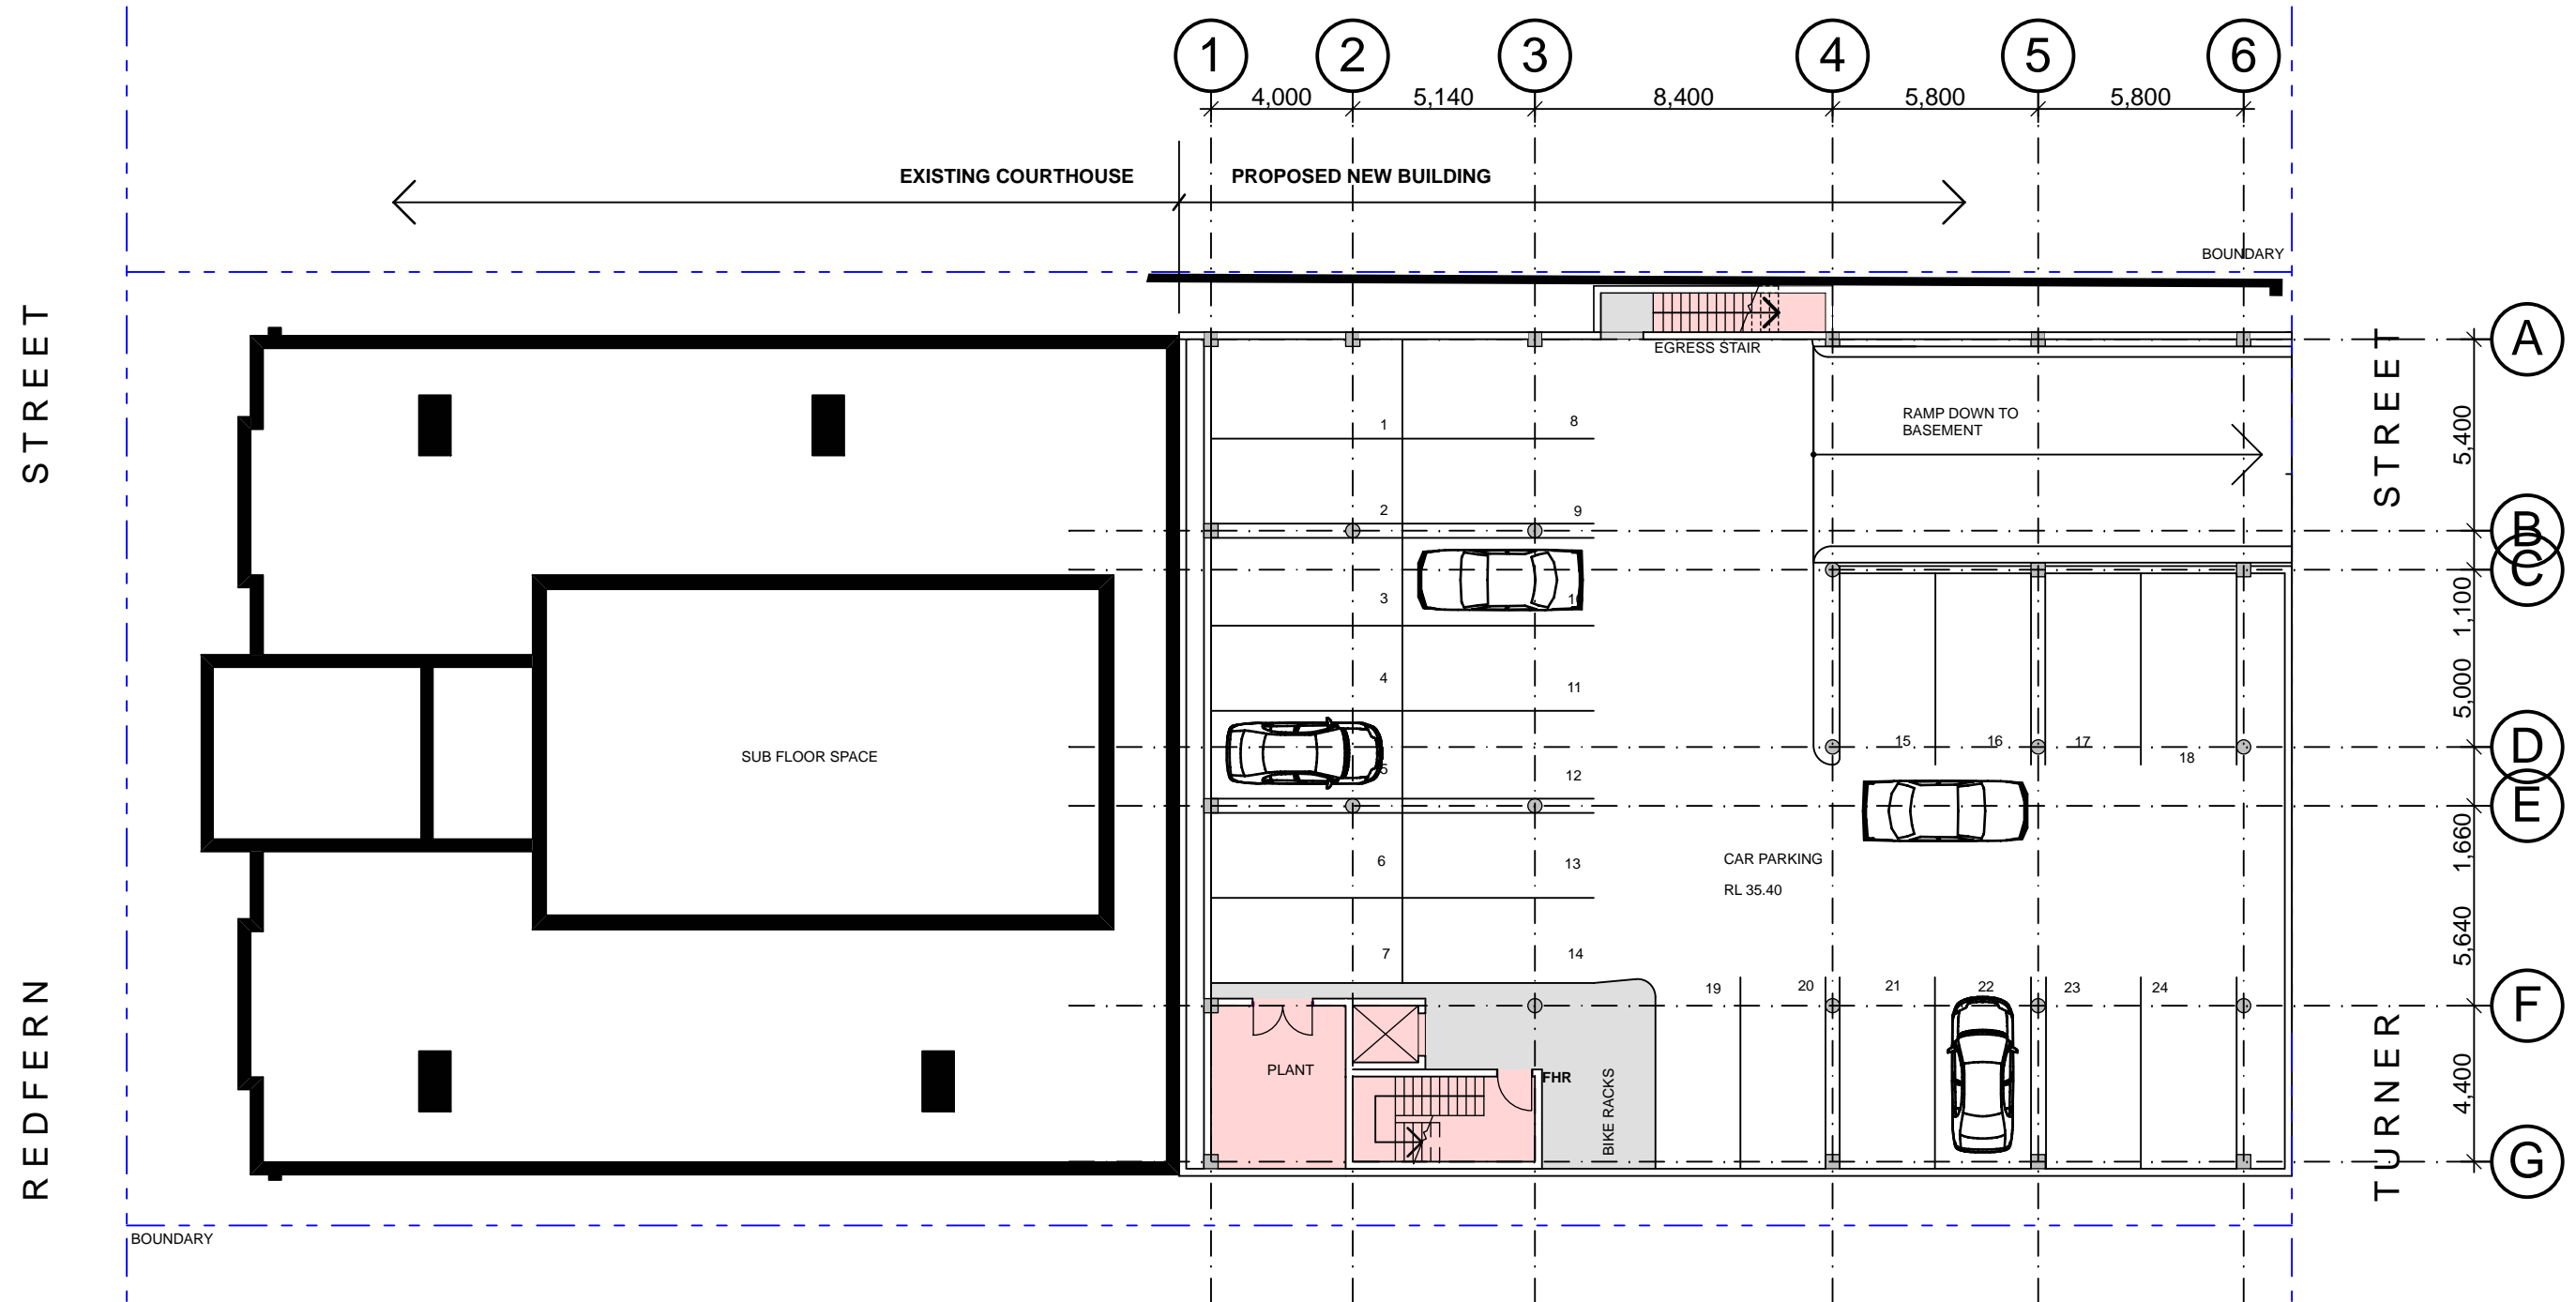 1 2 3 4 5 6
4,000 5,140 8,400 5,800 5,800
EXISTING COURTHOUSE
PROPOSED NEW BUILDING
BOUNDARY
STREET
REDFERN
STREET
TURNER
A
B
C
D
E
F
G
5,400
1,100
5,000
1,660
5,640
4,400
EGRESS STAIR
RAMP DOWN TO
BASEMENT
1
8
2
9
3
4
11
5
12
6
13
7
14
15
16
17
18
SUB FLOOR SPACE
CAR PARKING
RL 35.40
19
20
21
22
23
24
PLANT
FHR
BIKE RACKS
BOUNDARY